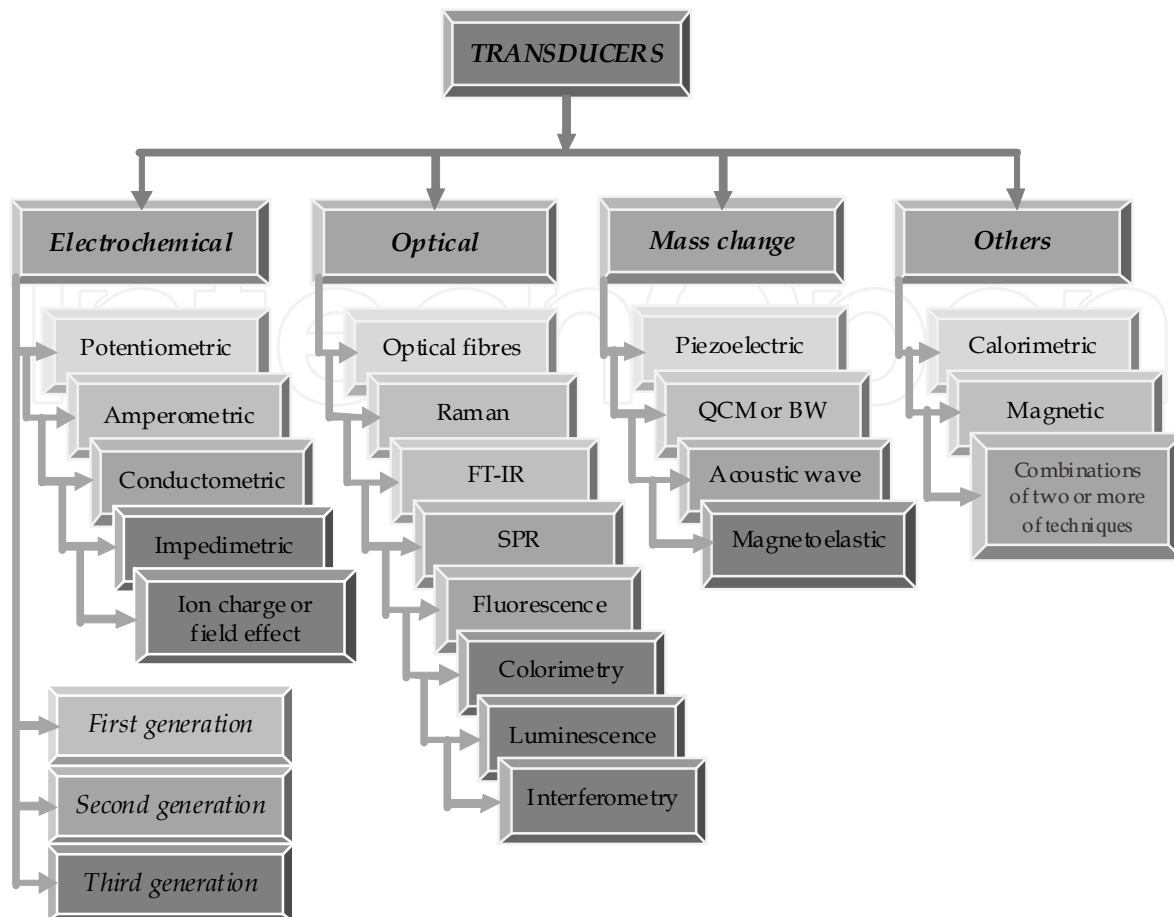 TRANSDUCERS
Electrochemical
Optical
Mass change
Others
Potentiometric
Amperometric
Conductometric
Impedimetric
Ion charge or
field effect
First generation
Second generation
Third generation
Optical fibres
Raman
FT-IR
SPR
Fluorescence
Colorimetry
Luminescence
Interferometry
Piezoelectric
QCM or BW
Acoustic wave
Magnetoelastic
Calorimetric
Magnetic
Combinations
of two or more
of techniques
IntechOpen